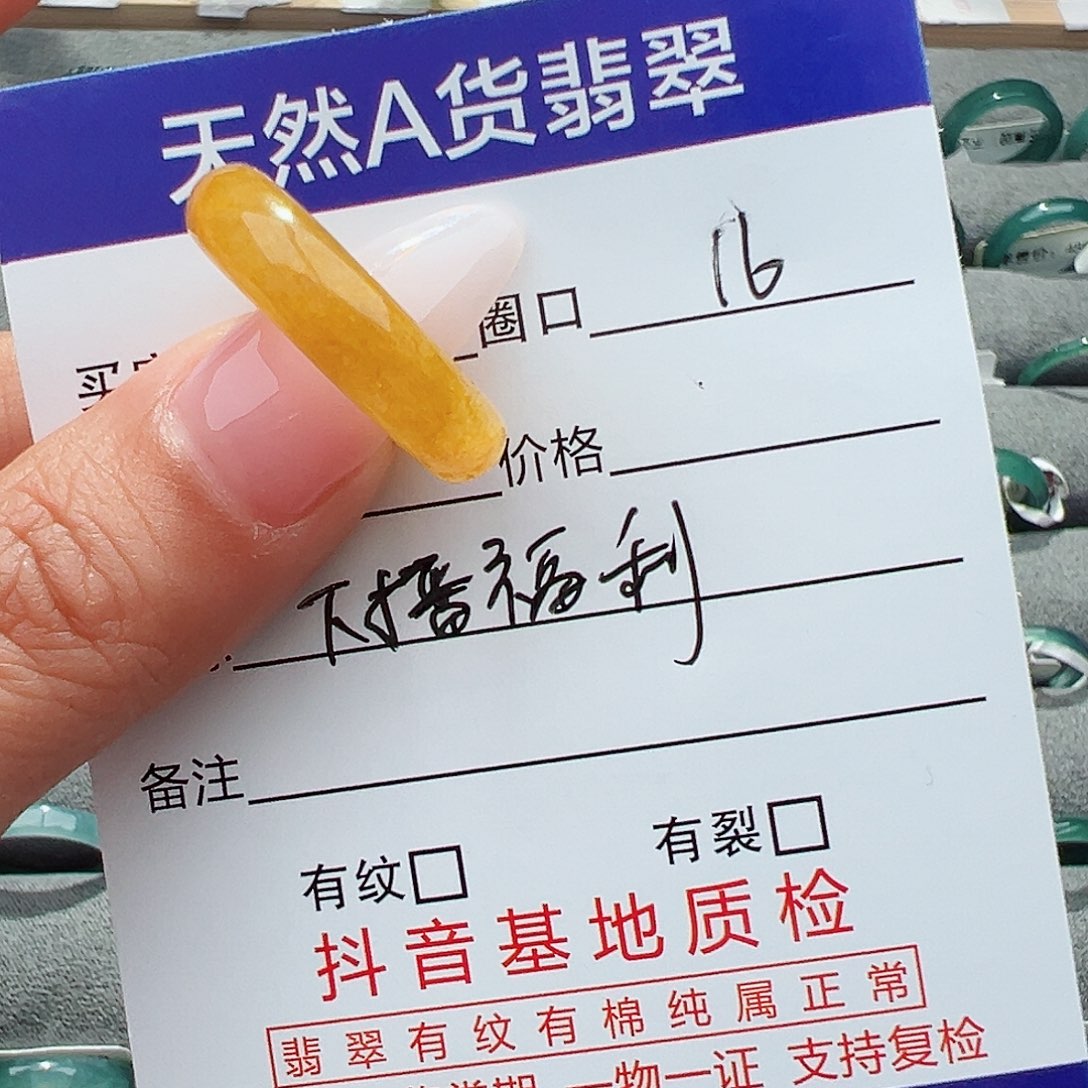 天然A货翡翠
买 圈口 16
价格
下播福利
备注
有纹□ 有裂□
抖音基地质检
翡翠有纹有棉纯属正常
一物一证 支持复检